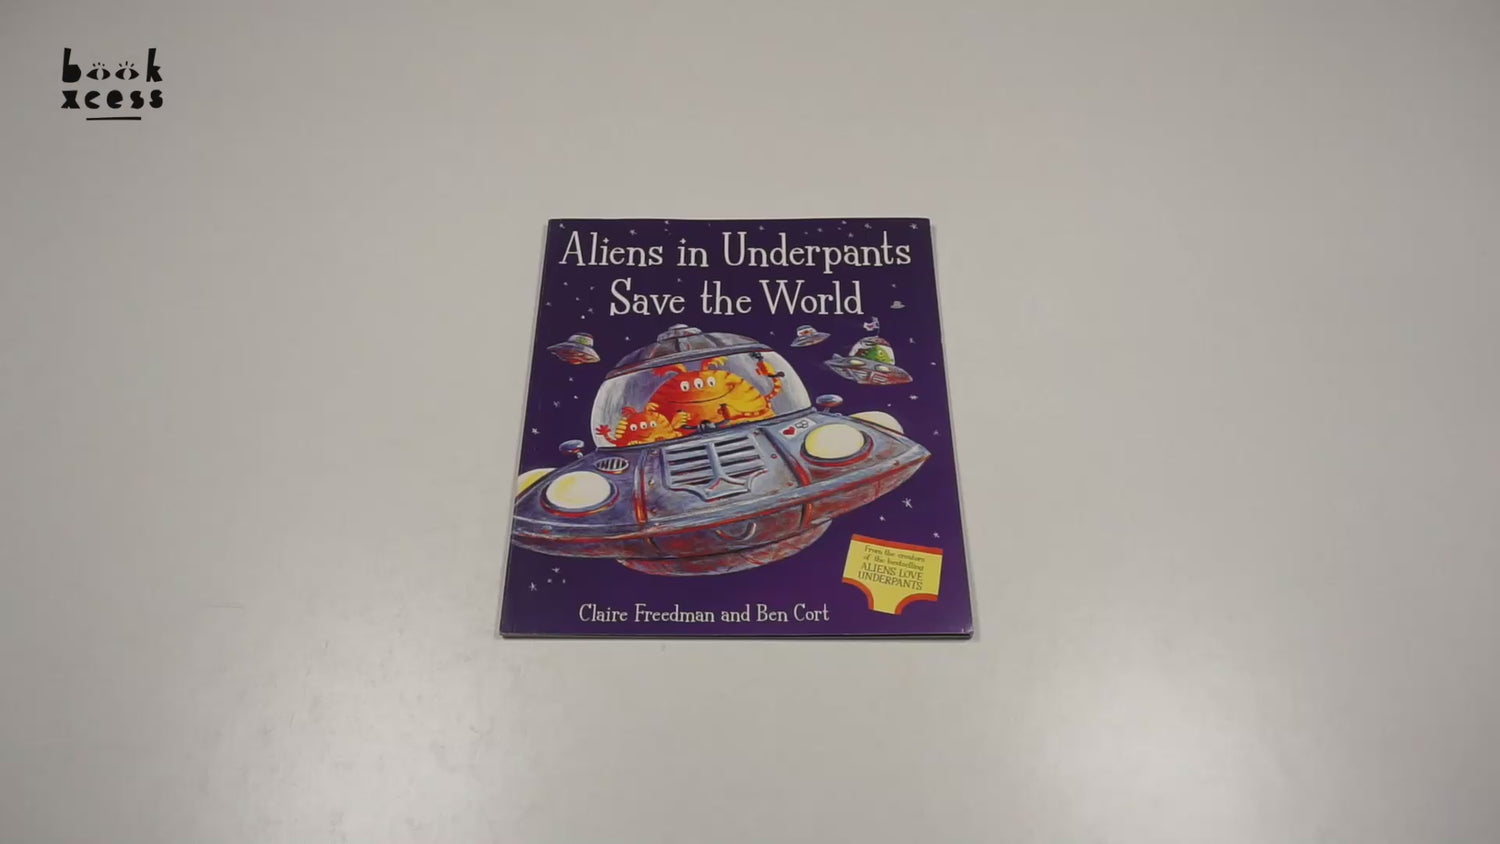 book
xcess
Aliens in Underpants
Save the World
From the creators
of the bestselling
ALIENS LOVE
UNDERPANTS
Claire Freedman and Ben Cort